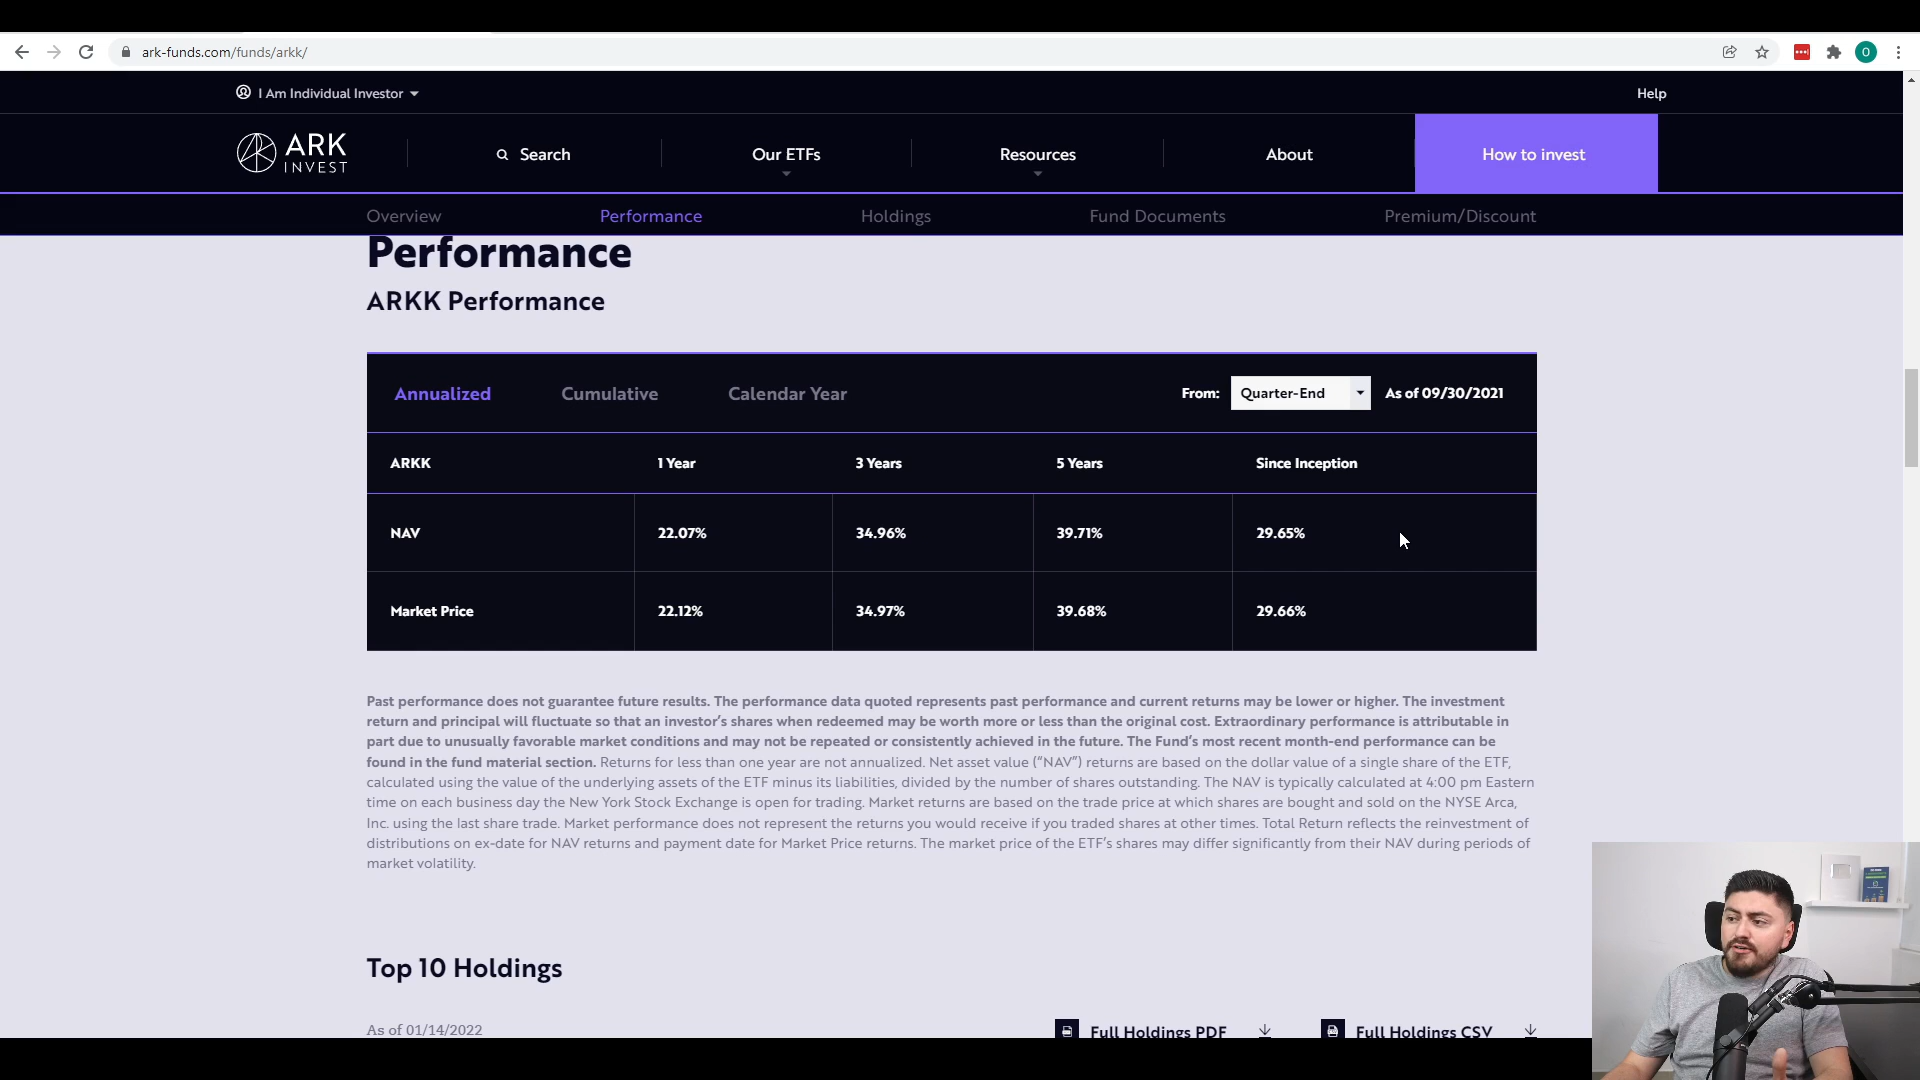 ark-funds.com/funds/arkk/
O
I Am Individual Investor
Help
ARK
INVEST
Search
Our ETFs
Resources
About
How to invest
Overview
Performance
Holdings
Fund Documents
Premium/Discount
Performance
ARKK Performance
Annualized
Cumulative
Calendar Year
From:
Quarter-End
As of 09/30/2021
ARKK
1 Year
3 Years
5 Years
Since Inception
NAV
22.07%
34.96%
39.71%
29.65%
Market Price
22.12%
34.97%
39.68%
29.66%
Past performance does not guarantee future results. The performance data quoted represents past performance and current returns may be lower or higher. The investment
return and principal will fluctuate so that an investor's shares when redeemed may be worth more or less than the original cost. Extraordinary performance is attributable in
part due to unusually favorable market conditions and may not be repeated or consistently achieved in the future. The Fund's most recent month-end performance can be
found in the fund material section. Returns for less than one year are not annualized. Net asset value (“NAV”) returns are based on the dollar value of a single share of the ETF,
calculated using the value of the underlying assets of the ETF minus its liabilities, divided by the number of shares outstanding. The NAV is typically calculated at 4:00 pm Eastern
time on each business day the New York Stock Exchange is open for trading. Market returns are based on the trade price at which shares are bought and sold on the NYSE Arca,
Inc. using the last share trade. Market performance does not represent the returns you would receive if you traded shares at other times. Total Return reflects the reinvestment of
distributions on ex-date for NAV returns and payment date for Market Price returns. The market price of the ETF's shares may differ significantly from their NAV during periods of
market volatility.
Top 10 Holdings
As of 01/14/2022
Full Holdings PDF
Full Holdings CSV